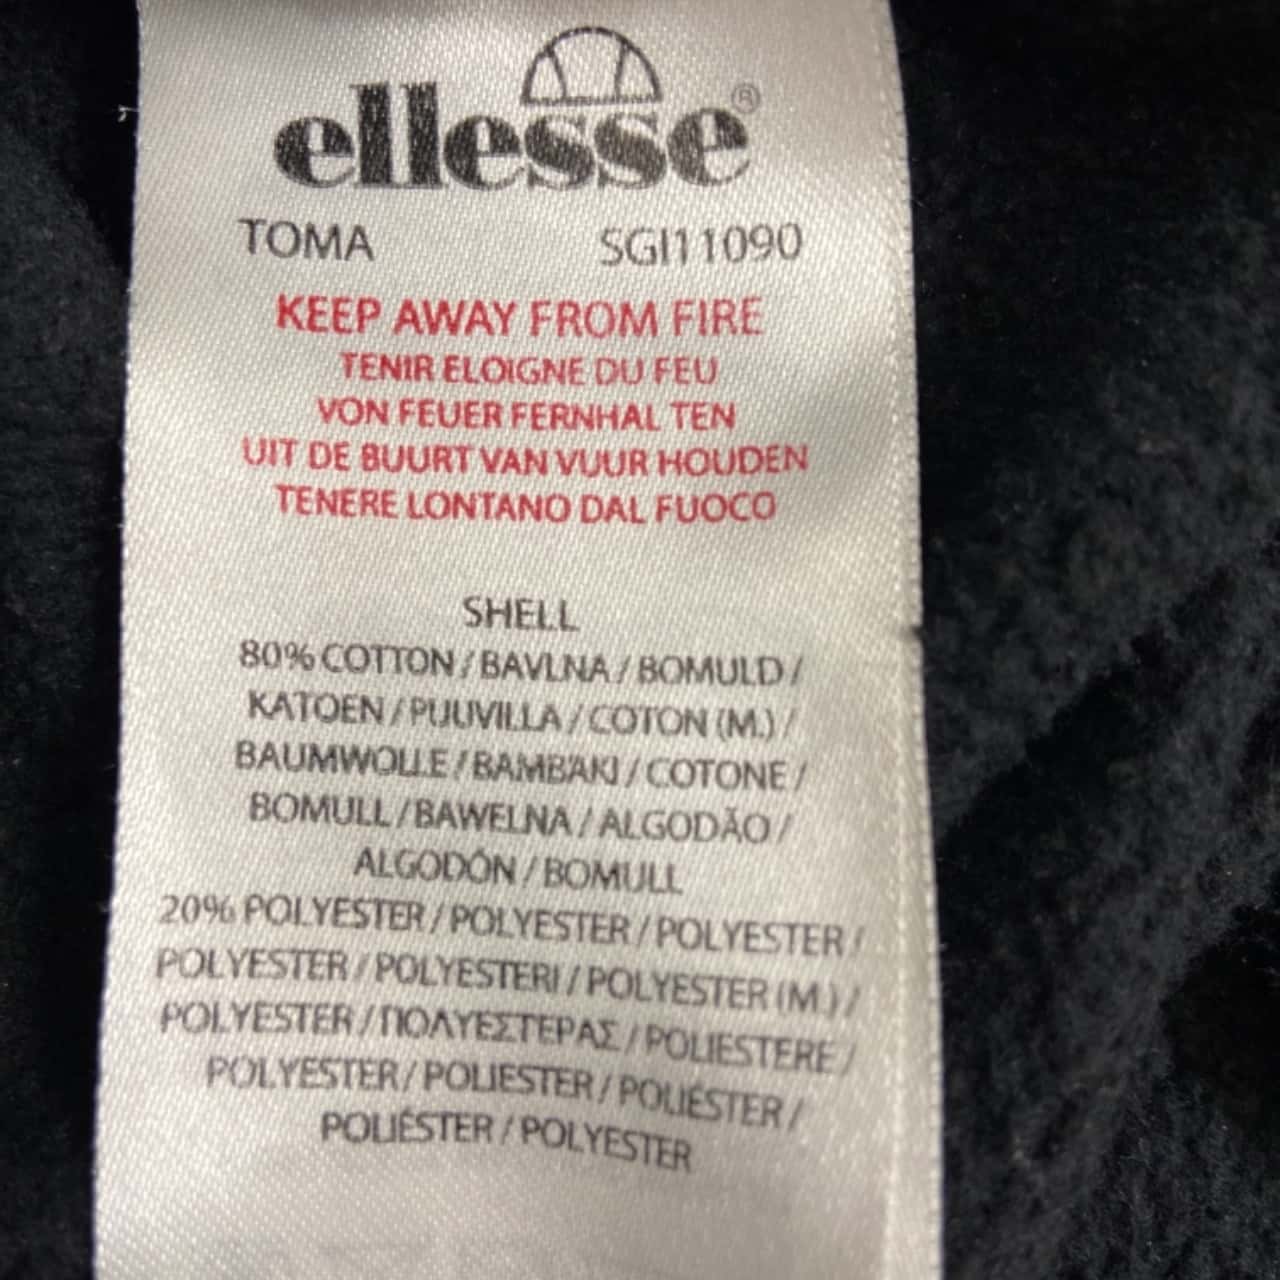 ellesse®
TOMA SGI11090
KEEP AWAY FROM FIRE
TENIR ELOIGNE DU FEU
VON FEUER FERNHAL TEN
UIT DE BUURT VAN VUUR HOUDEN
TENERE LONTANO DAL FUOCO
SHELL
80% COTTON / BAVLNA / BOMULD /
KATOEN / PUUVILLA / COTON (M.) /
BAUMWOLLE / ΒΑΜΒΆΚΙ / COTONE /
BOMULL / BAWEŁNA / ALGODÃO /
ALGODÓN / BOMULL
20% POLYESTER / POLYESTER / POLYESTER /
POLYESTER / POLYESTERI / POLYESTER (M.) /
POLYESTER / ΠΟΛΥΕΣΤΕΡΑΣ / POLIESTERE /
POLYESTER / POLIESTER / POLIÉSTER /
POLIÉSTER / POLYESTER